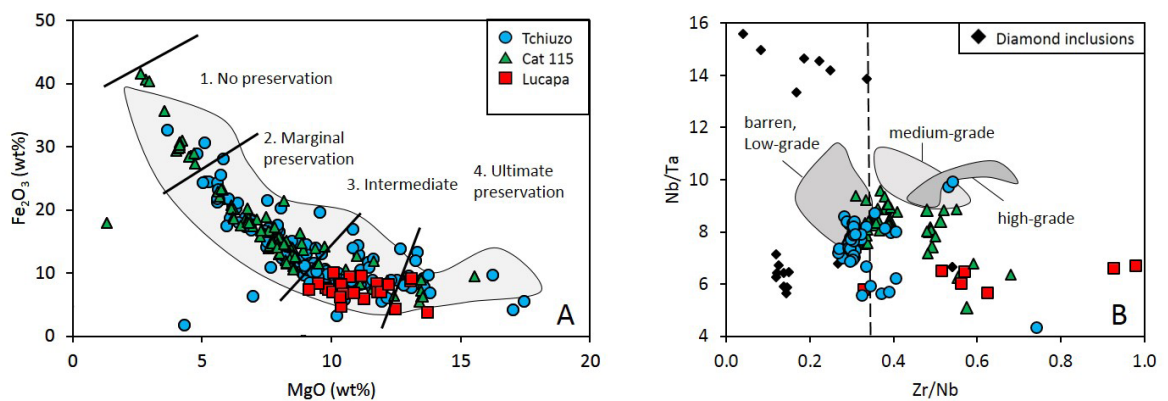 50
40
30
20
10
0
Fe₂O₃ (wt%)
0
5
10
15
20
MgO (wt%)
Tchiuzo
Cat 115
Lucapa
1. No preservation
2. Marginal
preservation
3. Intermediate
4. Ultimate
preservation
A
16
14
12
10
8
6
4
Nb/Ta
0.0
0.2
0.4
0.6
0.8
1.0
Zr/Nb
Diamond inclusions
barren,
Low-grade
medium-grade
high-grade
B